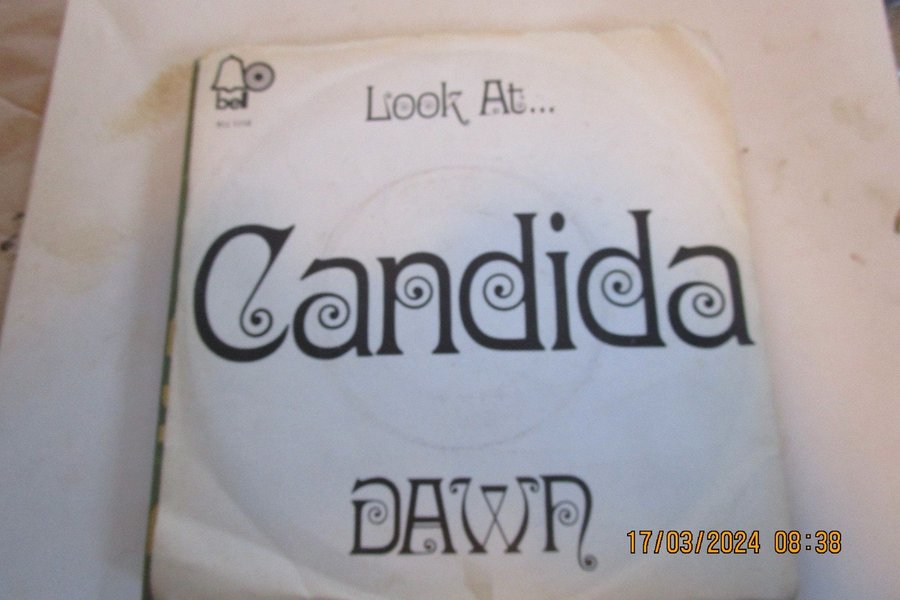 bell
Look At...
Candida
DAWN
17/03/2024 08:38